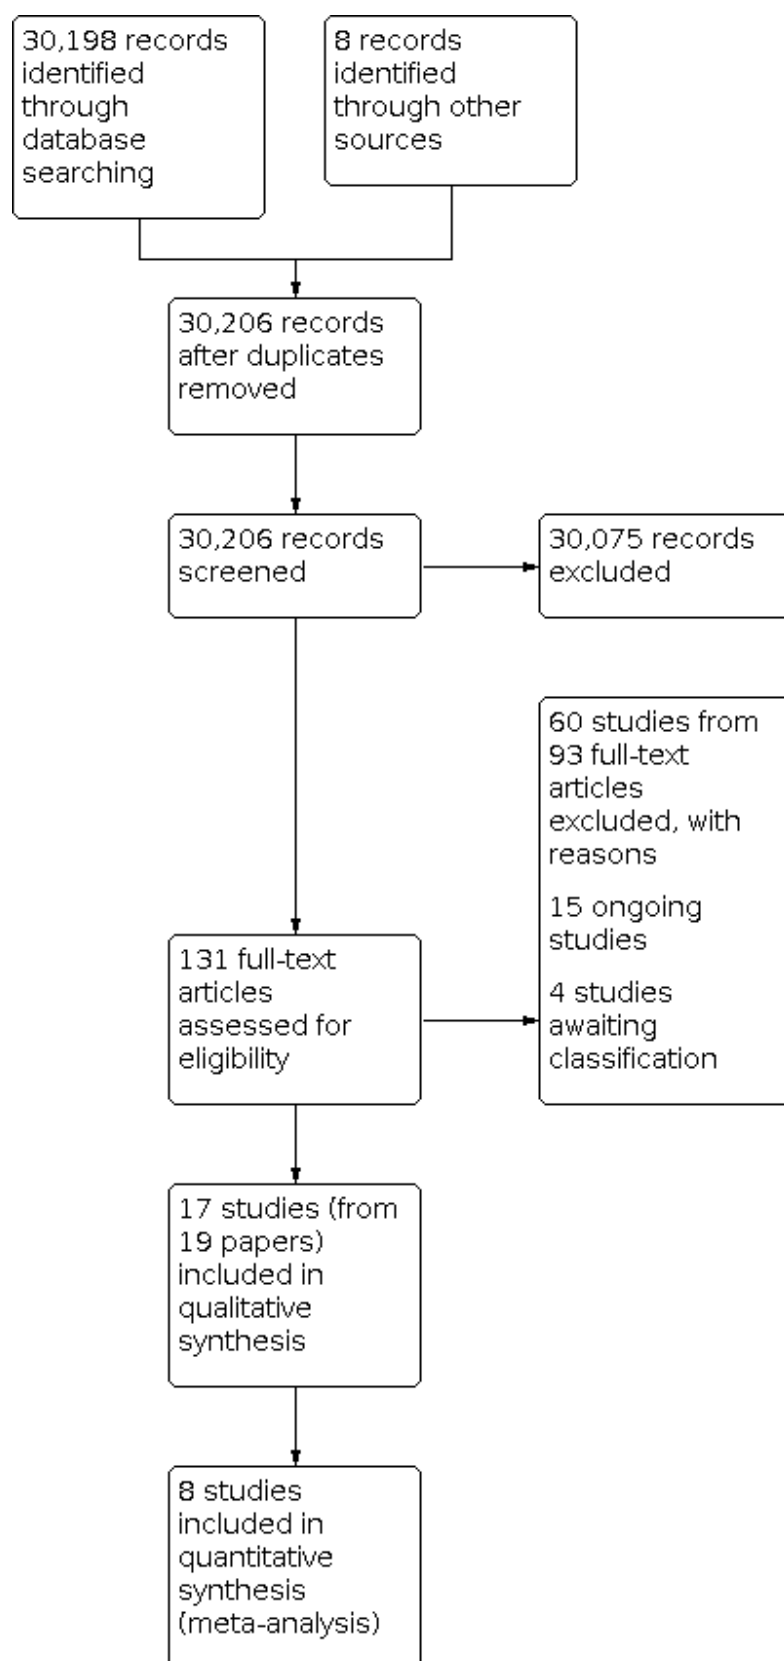 30,198 records
identified
through
database
searching
8 records
identified
through other
sources
30,206 records
after duplicates
removed
30,206 records
screened
30,075 records
excluded
60 studies from
93 full-text
articles
excluded, with
reasons
15 ongoing
studies
4 studies
awaiting
classification
131 full-text
articles
assessed for
eligibility
17 studies (from
19 papers)
included in
qualitative
synthesis
8 studies
included in
quantitative
synthesis
(meta-analysis)